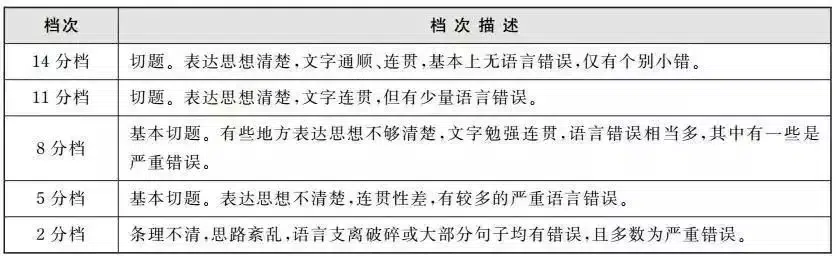 档次 档次描述
14分档 切题。表达思想清楚,文字通顺、连贯,基本上无语言错误,仅有个别小错。
11分档 切题。表达思想清楚,文字连贯,但有少量语言错误。
8分档 基本切题。有些地方表达思想不够清楚,文字勉强连贯,语言错误相当多,其中有一些是
严重错误。
5分档 基本切题。表达思想不清楚,连贯性差,有较多的严重语言错误。
2分档 条理不清,思路紊乱,语言支离破碎或大部分句子均有错误,且多数为严重错误。